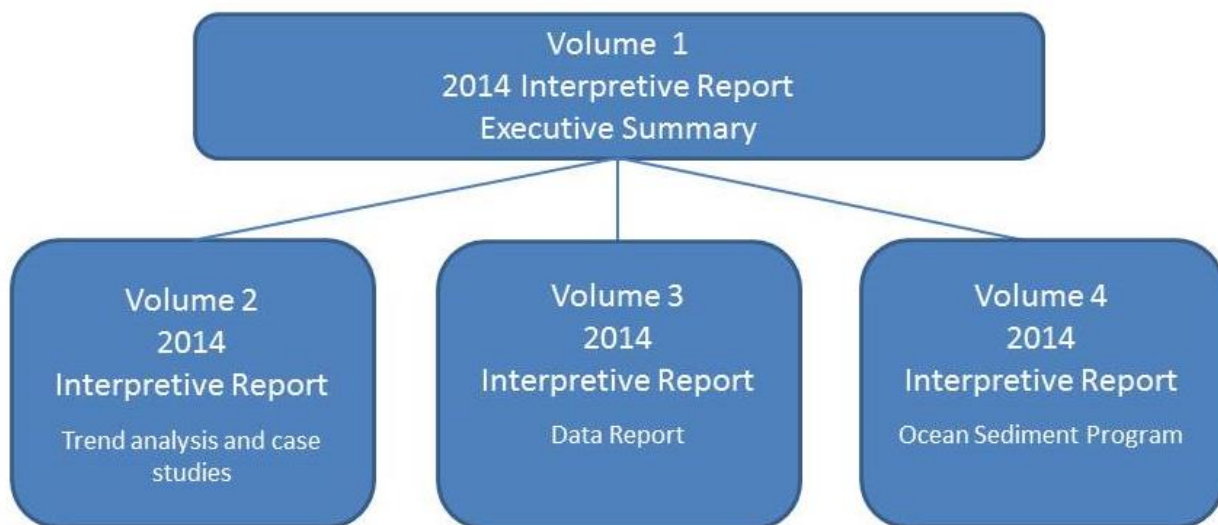 Volume 1
2014 Interpretive Report
Executive Summary
Volume 2
2014
Interpretive Report
Trend analysis and case
studies
Volume 3
2014
Interpretive Report
Data Report
Volume 4
2014
Interpretive Report
Ocean Sediment Program